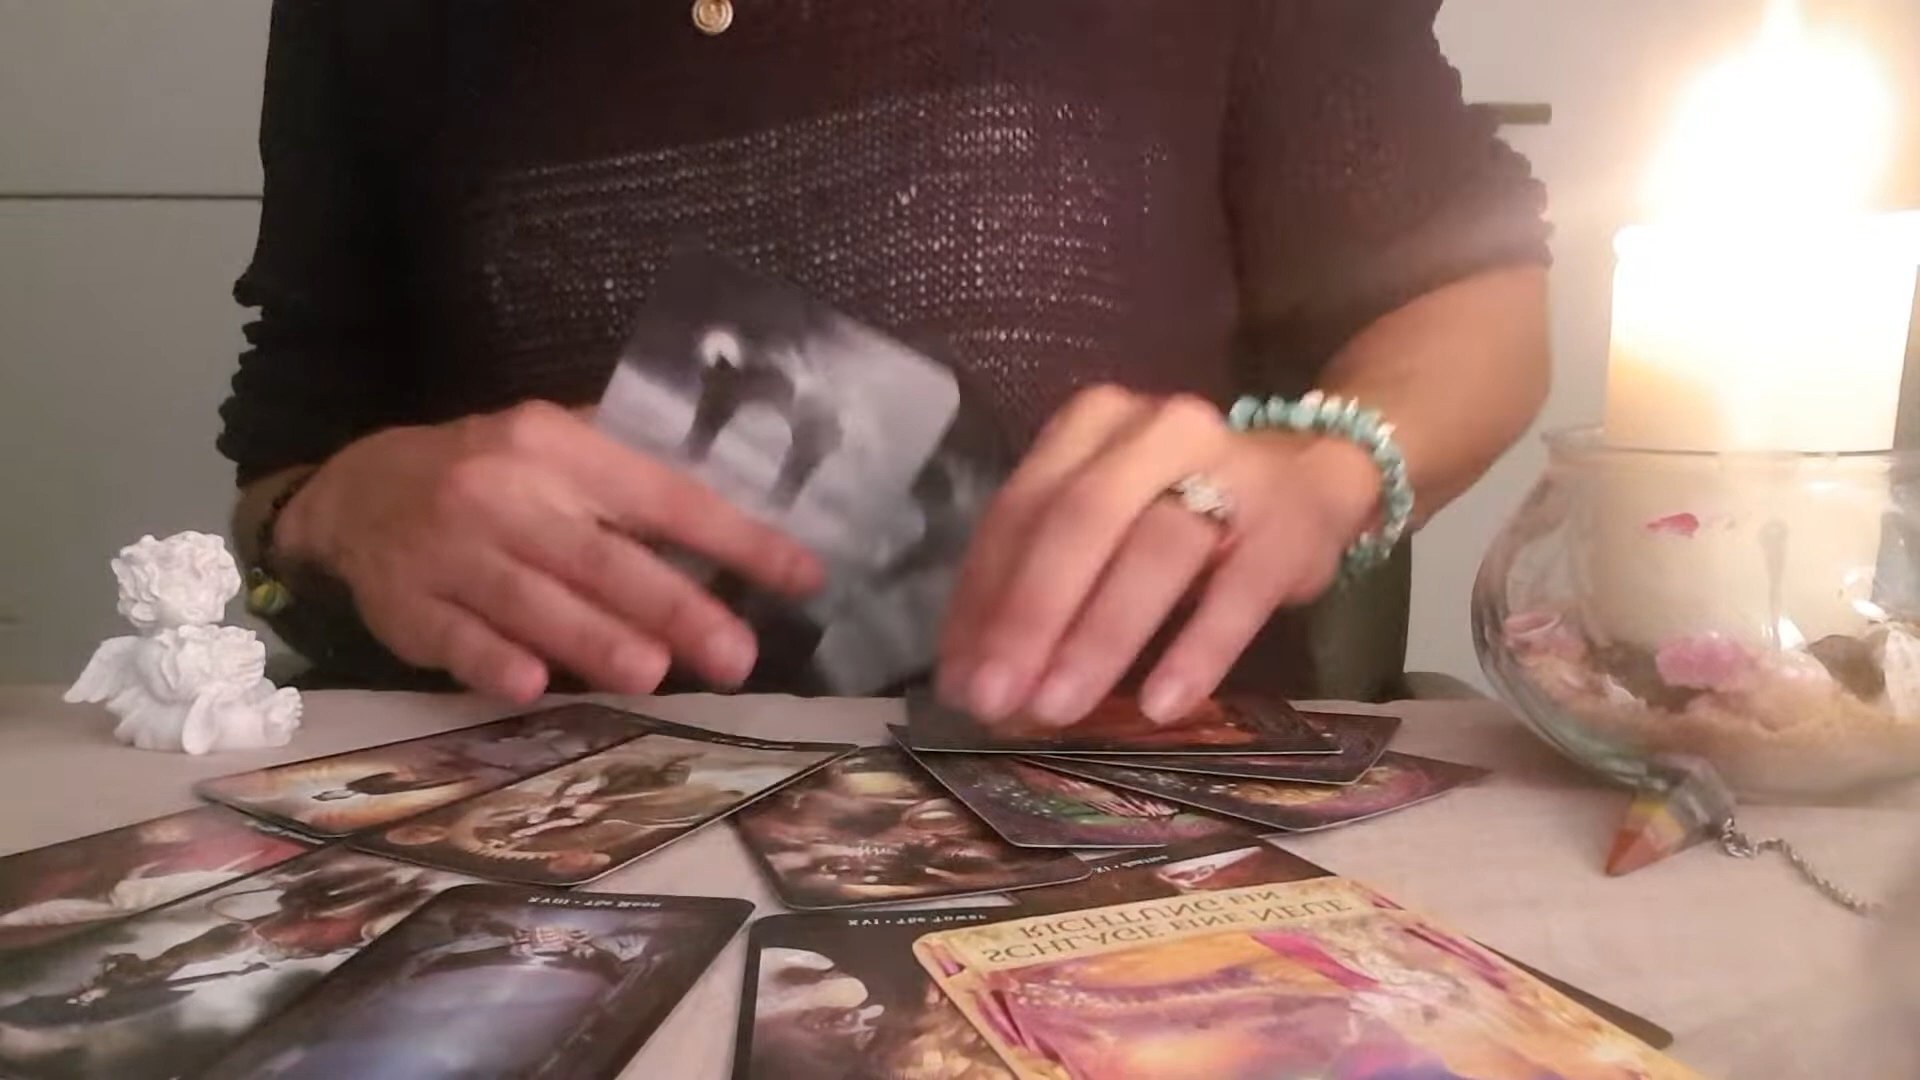 XVIII · The Moon
XVI · The Tower
SCHLAGE EINE NEUE
RICHTUNG EIN